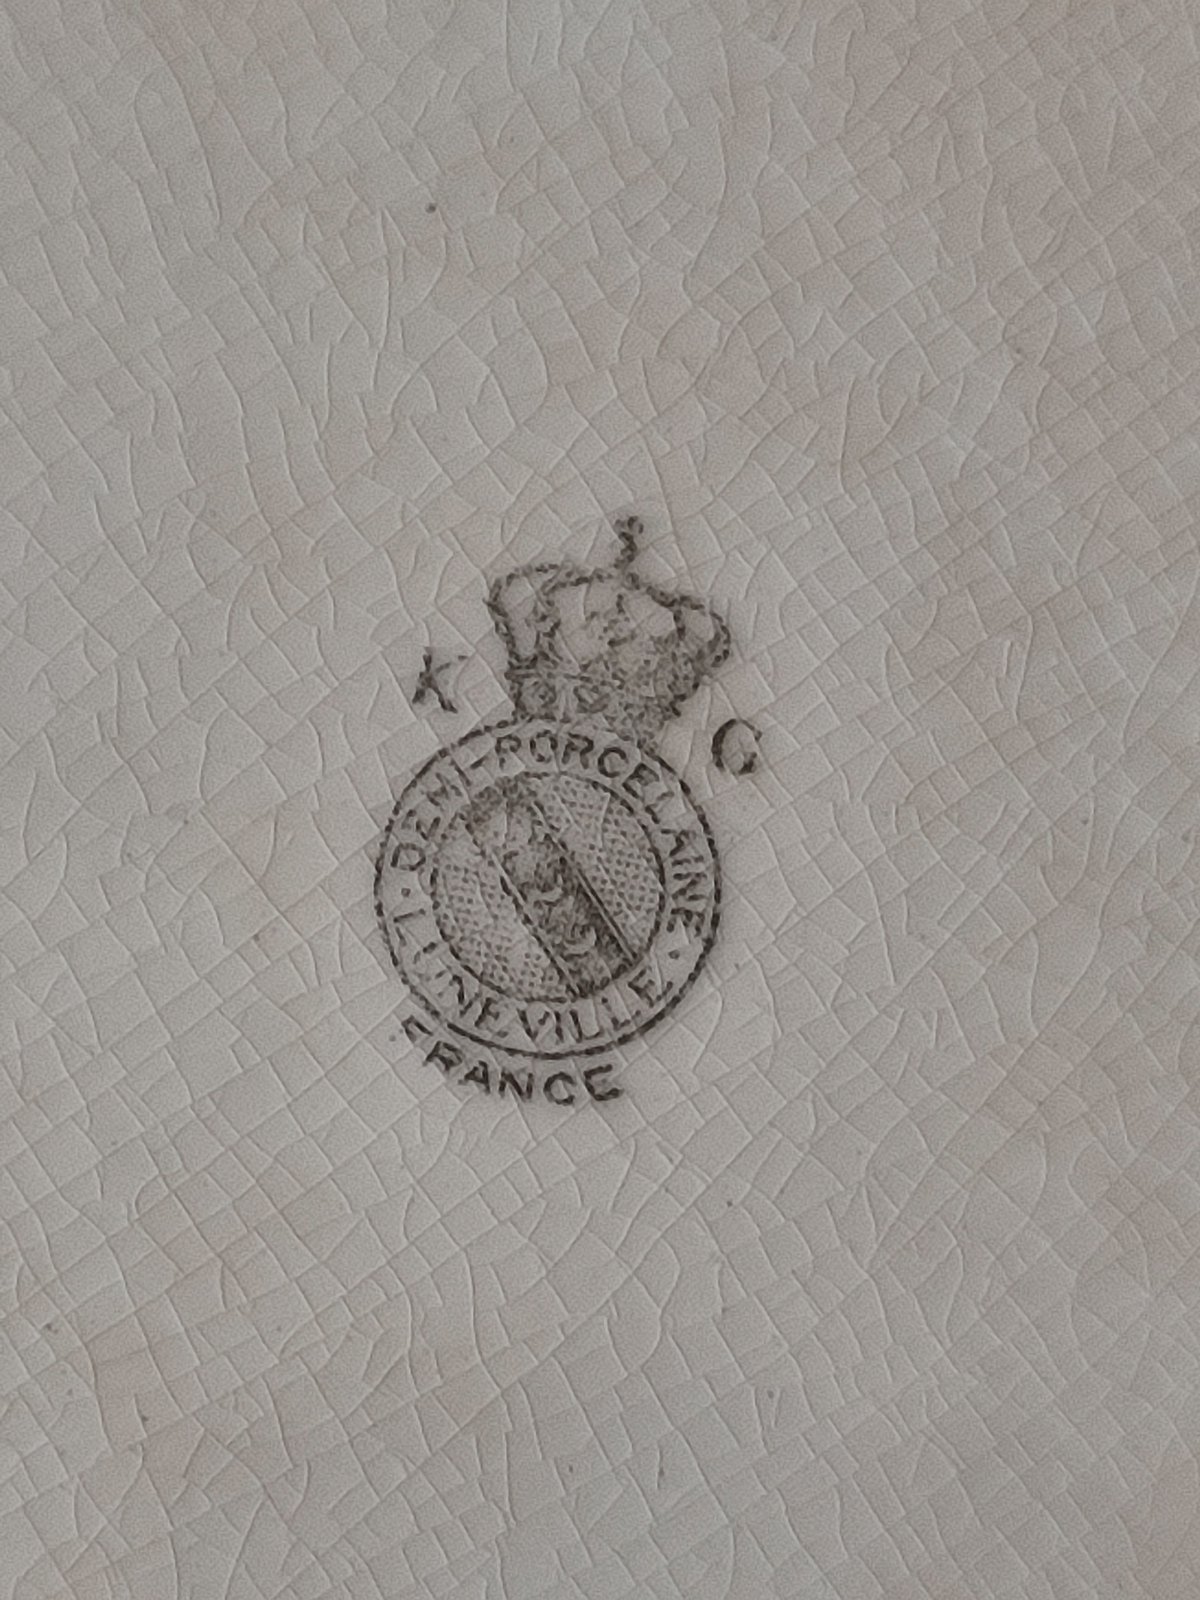 K G
DEMI-PORCELAINE
LUNEVILLE
FRANCE